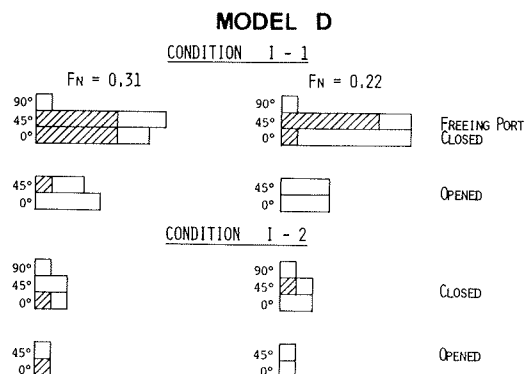 MODEL D
CONDITION I - 1
FN = 0.31 FN = 0.22
90° 90°
45° 45° FREEING PORT
0° 0° CLOSED
45° 45° OPENED
0° 0°
CONDITION I - 2
90° 90°
45° 45° CLOSED
0° 0°
45° 45° OPENED
0° 0°